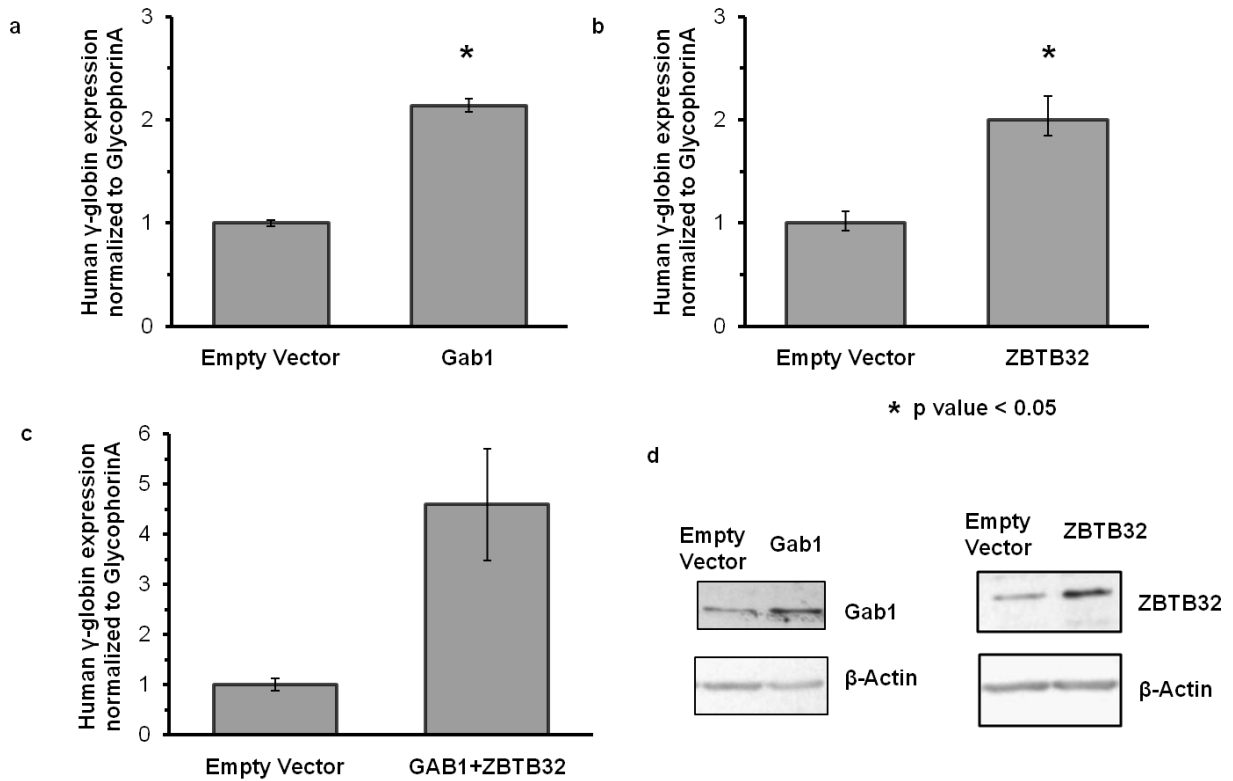 a
Human γ-globin expression
normalized to GlycophorinA
3
2
1
0
*
Empty Vector
Gab1
b
Human γ-globin expression
normalized to GlycophorinA
3
2
1
0
*
Empty Vector
ZBTB32
* p value < 0.05
c
Human γ-globin expression
normalized to GlycophorinA
6
5
4
3
2
1
0
Empty Vector
GAB1+ZBTB32
d
Empty
Vector
Gab1
Gab1
β-Actin
Empty
Vector
ZBTB32
ZBTB32
β-Actin